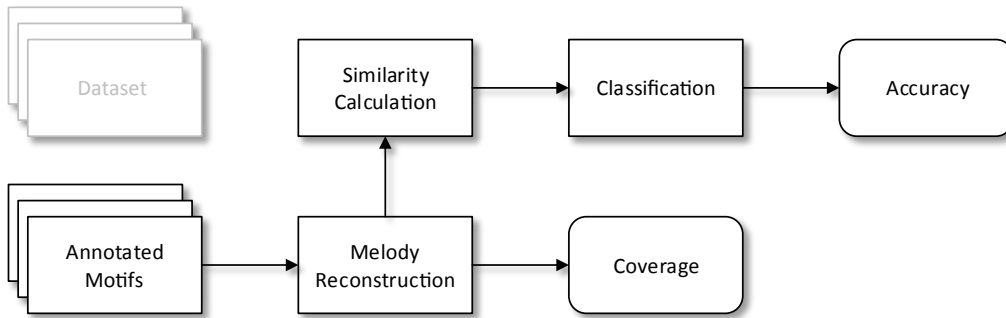 Dataset
Similarity
Calculation
Classification
Accuracy
Annotated
Motifs
Melody
Reconstruction
Coverage